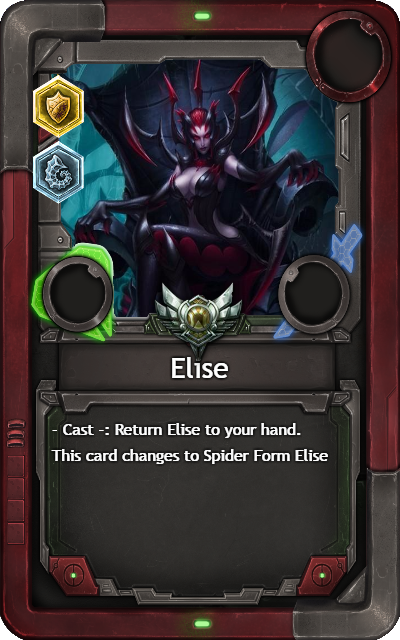 Elise
- Cast -: Return Elise to your hand.
This card changes to Spider Form Elise